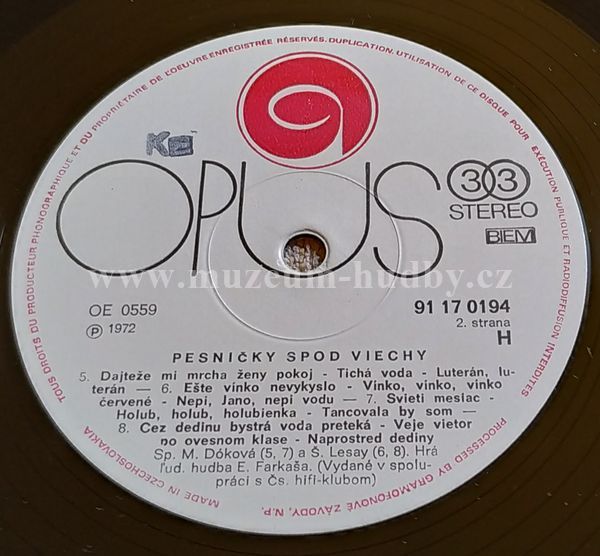 TOUS DROITS DU PRODUCTEUR PHONOGRAPHIQUE ET DU PROPRIÉTAIRE DE L'OEUVRE ENREGISTRÉE RÉSERVÉS. DUPLICATION, UTILISATION DE CE DISQUE POUR EXÉCUTION PUBLIQUE ET RADIODIFFUSION INTERDITES
OPUS
33
STEREO
BIEM
www.muzeum-hudby.cz
OE 0559
91 17 0194
Ⓟ 1972
2. strana
H
PESNIČKY SPOD VIECHY
5. Dajteže mi mrcha ženy pokoj - Tichá voda - Luterán, lu-
terán — 6. Ešte vínko nevykyslo - Vínko, vínko, vínko
červené - Nepi, Jano, nepi vodu — 7. Svieti mesiac -
Holub, holub, holubienka - Tancovala by som —
8. Cez dedinu bystrá voda preteká - Veje vietor
po ovesnom klase - Naprostred dediny
Sp. M. Dóková (5, 7) a Š. Lesay (6, 8). Hrá
ľud. hudba E. Farkaša. (Vydané v spolu-
práci s Čs. hifi-klubom)
MADE IN CZECHOSLOVAKIA
PROCESSED BY GRAMOFONOVÉ ZÁVODY, N.P.